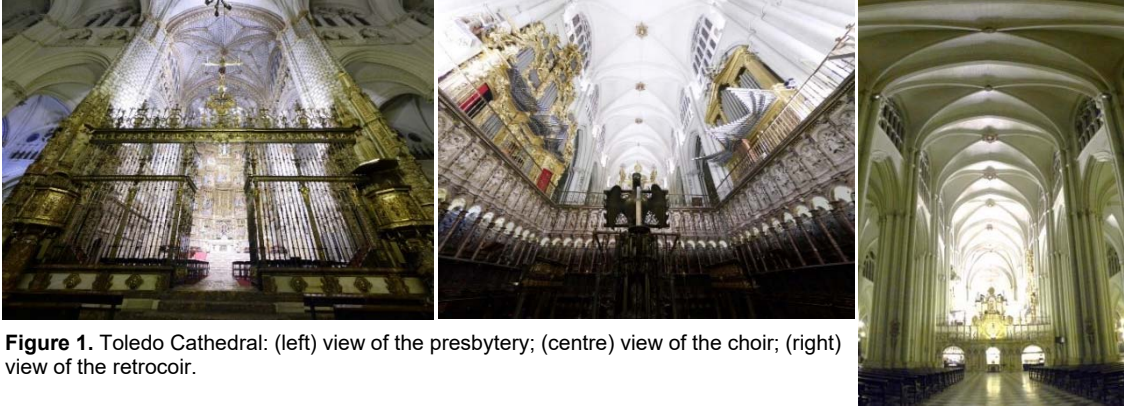 Figure 1. Toledo Cathedral: (left) view of the presbytery; (centre) view of the choir; (right)
view of the retrocoir.